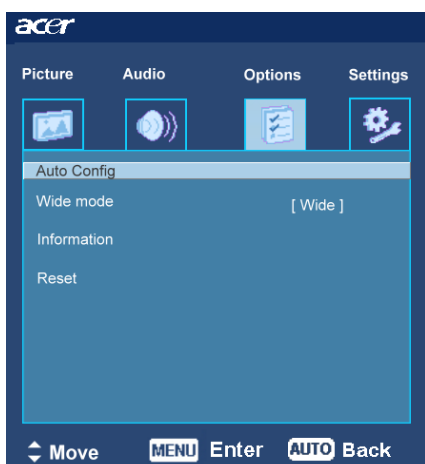 acer
Picture Audio Options Settings
Auto Config
Wide mode [ Wide ]
Information
Reset
Move MENU Enter AUTO Back